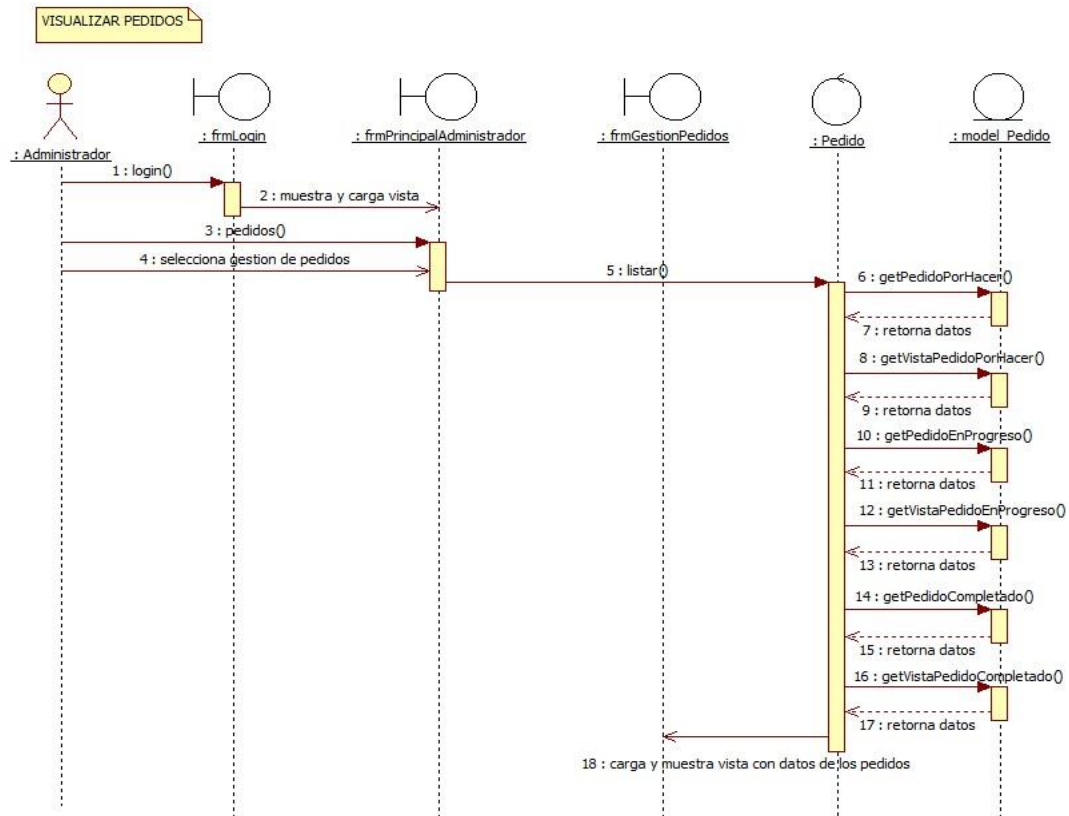 VISUALIZAR PEDIDOS
: Administrador
: frmLogin
: frmPrincipalAdministrador
: frmGestionPedidos
: Pedido
: model_Pedido
1 : login()
2 : muestra y carga vista
3 : pedidos()
4 : selecciona gestion de pedidos
5 : listar()
6 : getPedidoPorHacer()
7 : retorna datos
8 : getVistaPedidoPorHacer()
9 : retorna datos
10 : getPedidoEnProgreso()
11 : retorna datos
12 : getVistaPedidoEnProgreso()
13 : retorna datos
14 : getPedidoCompletado()
15 : retorna datos
16 : getVistaPedidoCompletado()
17 : retorna datos
18 : carga y muestra vista con datos de los pedidos